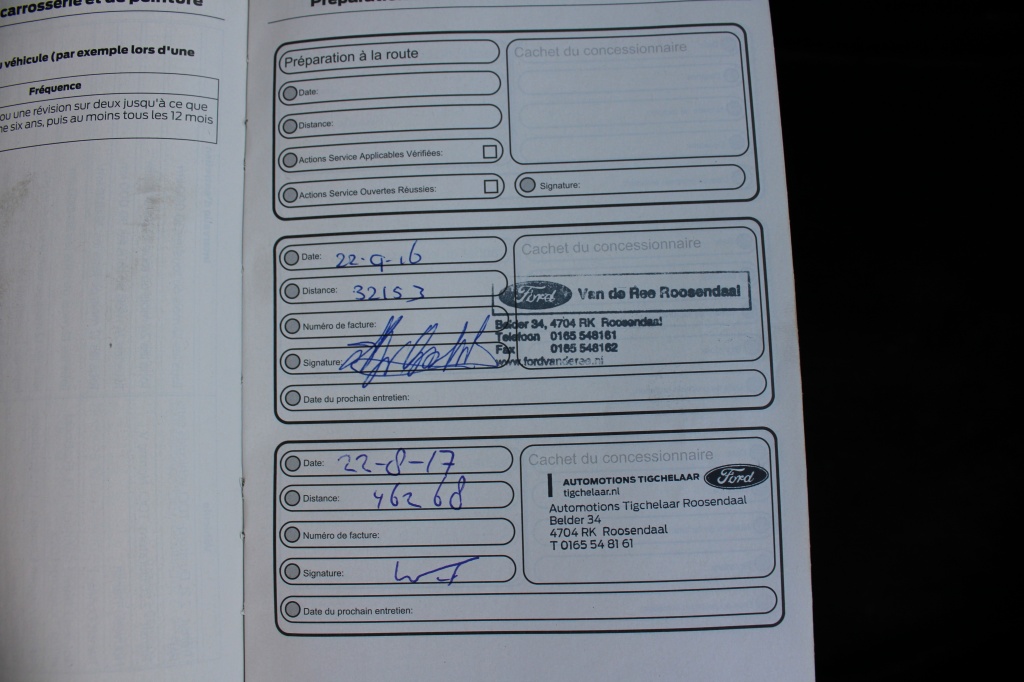 carrosserie et de peinture
véhicule (par exemple lors d'une
Fréquence
ou une révision sur deux jusqu'à ce que
six ans, puis au moins tous les 12 mois
Préparation à la route
Date:
Distance:
Actions Service Applicables Vérifiées:
Actions Service Ouvertes Réussies:
Cachet du concessionnaire
Signature:
Date: 22-9-16
Distance: 32153
Numéro de facture:
Signature:
Date du prochain entretien:
Cachet du concessionnaire
Ford Van de Ree Roosendaal
Belder 34, 4704 RK Roosendaal
Telefoon 0165 548161
Fax 0165 548162
www.fordvanderee.nl
Date: 22-8-17
Distance: 46268
Numéro de facture:
Signature:
Date du prochain entretien:
Cachet du concessionnaire
AUTOMOTIONS TIGCHELAAR Ford
tigchelaar.nl
Automotions Tigchelaar Roosendaal
Belder 34
4704 RK Roosendaal
T 0165 54 81 61